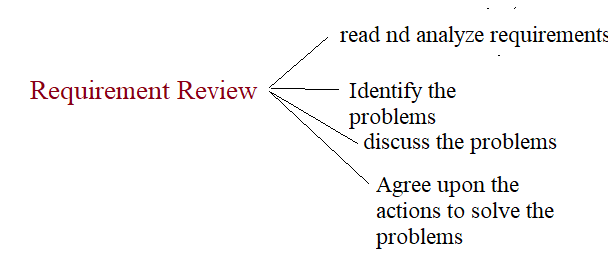 read nd analyze requirements
Requirement Review
Identify the
problems
discuss the problems
Agree upon the
actions to solve the
problems